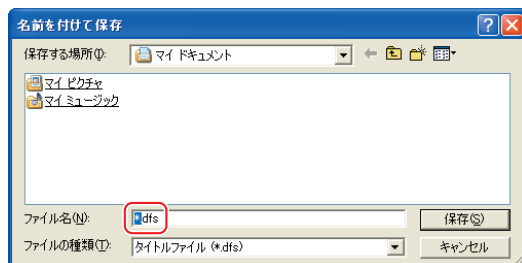 名前を付けて保存
保存する場所(I): マイ ドキュメント
マイ ピクチャ
マイ ミュージック
ファイル名(N): *.dfs 保存(S)
ファイルの種類(T): タイトルファイル (*.dfs) キャンセル